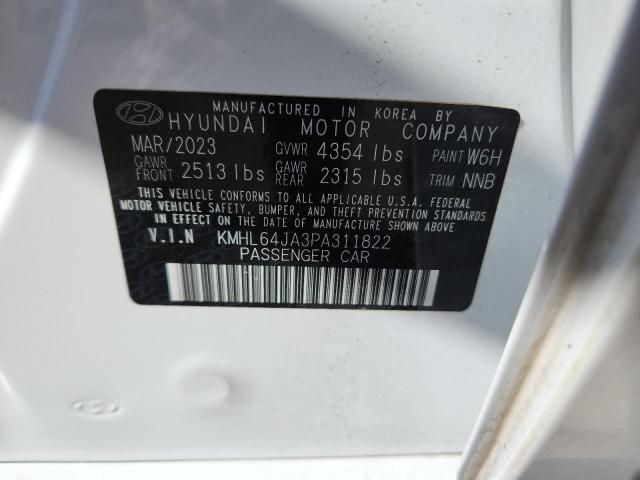 MANUFACTURED IN KOREA BY
HYUNDAI MOTOR COMPANY
MAR/2023 GVWR 4354 lbs PAINT W6H
GAWR FRONT 2513 lbs GAWR REAR 2315 lbs TRIM NNB
THIS VEHICLE CONFORMS TO ALL APPLICABLE U.S.A. FEDERAL
MOTOR VEHICLE SAFETY, BUMPER, AND THEFT PREVENTION STANDARDS
IN EFFECT ON THE DATE OF MANUFACTURE SHOWN ABOVE.
V.I.N KMHL64JA3PA311822
PASSENGER CAR